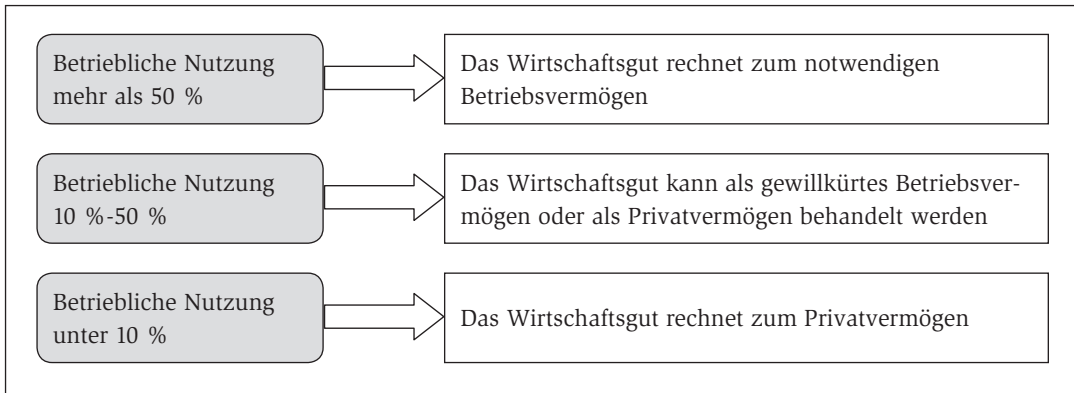 Betriebliche Nutzung
mehr als 50 %
Das Wirtschaftsgut rechnet zum notwendigen
Betriebsvermögen
Betriebliche Nutzung
10 %-50 %
Das Wirtschaftsgut kann als gewillkürtes Betriebsver-
mögen oder als Privatvermögen behandelt werden
Betriebliche Nutzung
unter 10 %
Das Wirtschaftsgut rechnet zum Privatvermögen